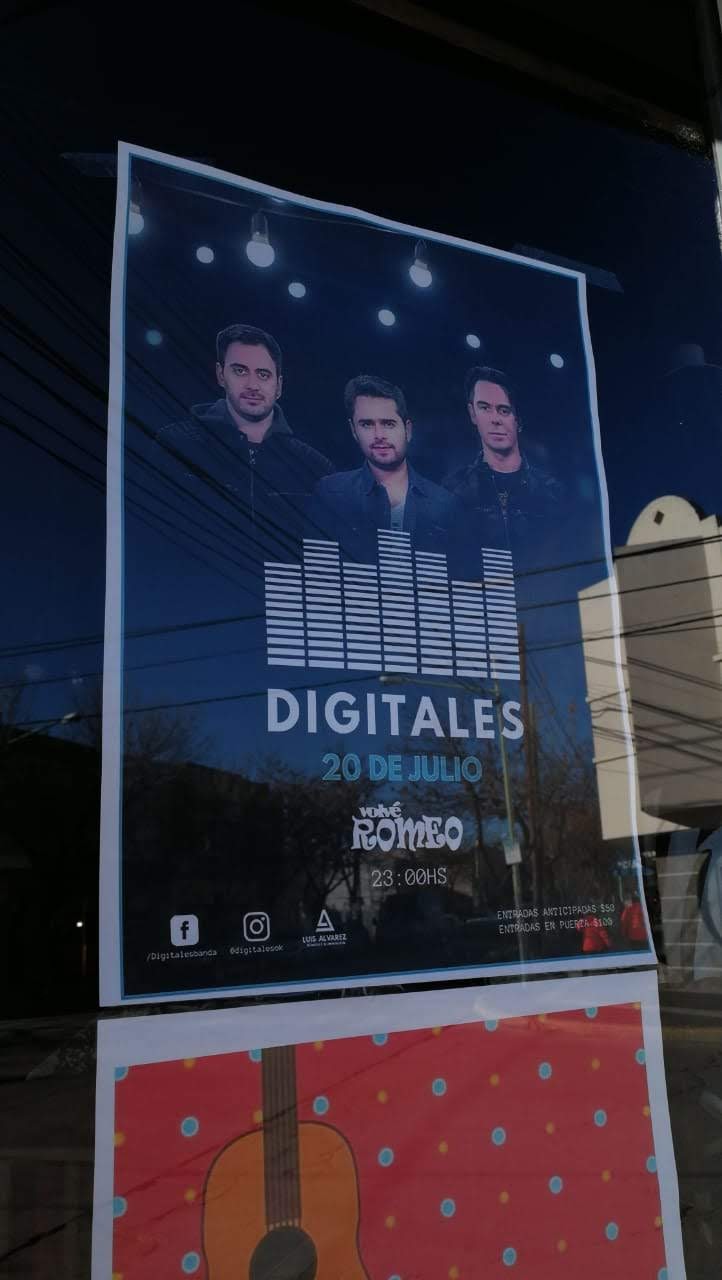 DIGITALES
20 DE JULIO
volvé
ROMEO
23:00HS
ENTRADAS ANTICIPADAS $50
ENTRADAS EN PUERTA $100
/Digitalesbanda
@digitalesok
LUIS ALVAREZ